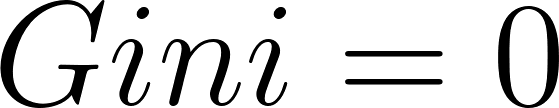 Gini = 0